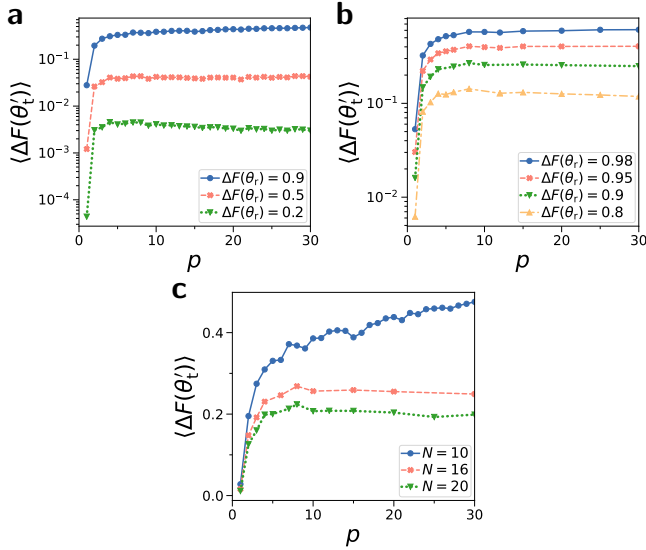 a
10⁻¹
10⁻²
10⁻³
10⁻⁴
⟨ΔF(θ′ₜ)⟩
0
10
20
30
p
ΔF(θᵣ) = 0.9
ΔF(θᵣ) = 0.5
ΔF(θᵣ) = 0.2
b
10⁻¹
10⁻²
⟨ΔF(θ′ₜ)⟩
0
10
20
30
p
ΔF(θᵣ) = 0.98
ΔF(θᵣ) = 0.95
ΔF(θᵣ) = 0.9
ΔF(θᵣ) = 0.8
c
0.4
0.2
0.0
⟨ΔF(θ′ₜ)⟩
0
10
20
30
p
N = 10
N = 16
N = 20